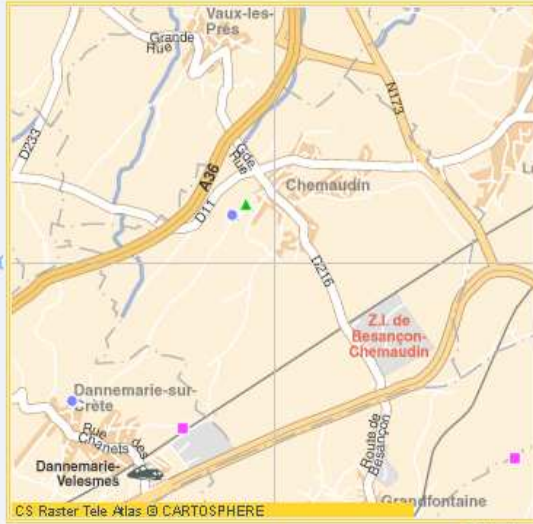 Vaux-les-
Prés
Grande
Rue
N173
D233
Gde
Rue
A36
Chemaudin
D11
D216
Z.I. de
Besançon-
Chemaudin
Dannemarie-sur-
Crète
Rue des
Chanets
Dannemarie-
Velesmes
Route de
Besançon
Grandfontaine
CS Raster Tele Atlas © CARTOSPHERE